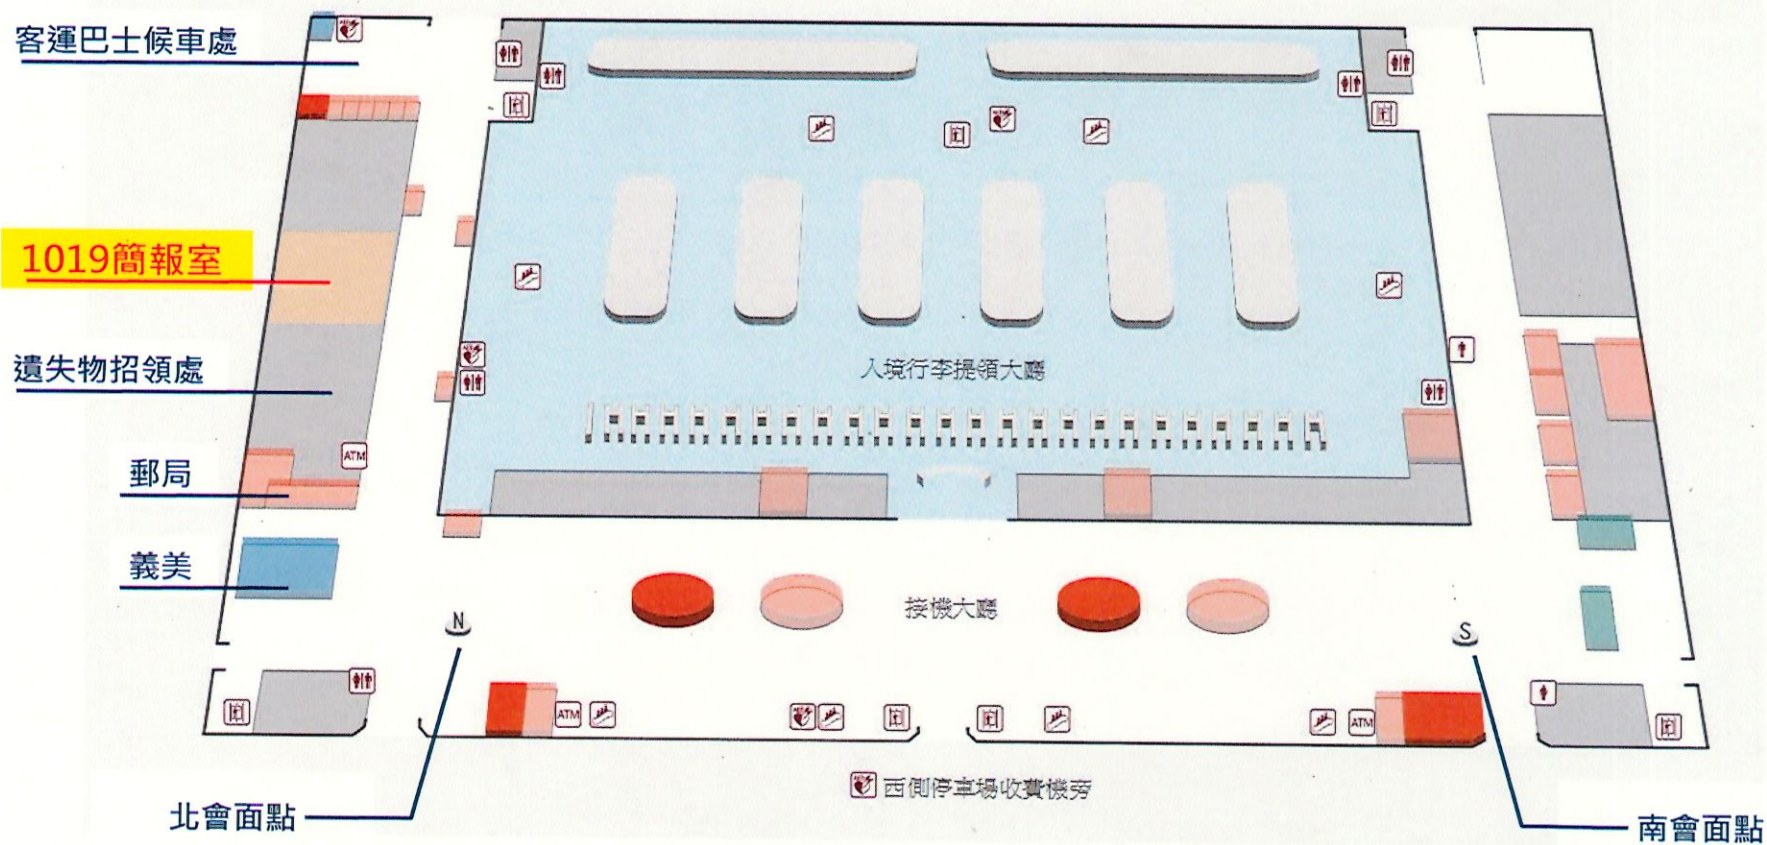 客運巴士候車處
1019簡報室
遺失物招領處
入境行李提領大廳
ATM
郵局
義美
接機大廳
N
S
ATM
ATM
西側停車場收費機旁
北會面點
南會面點